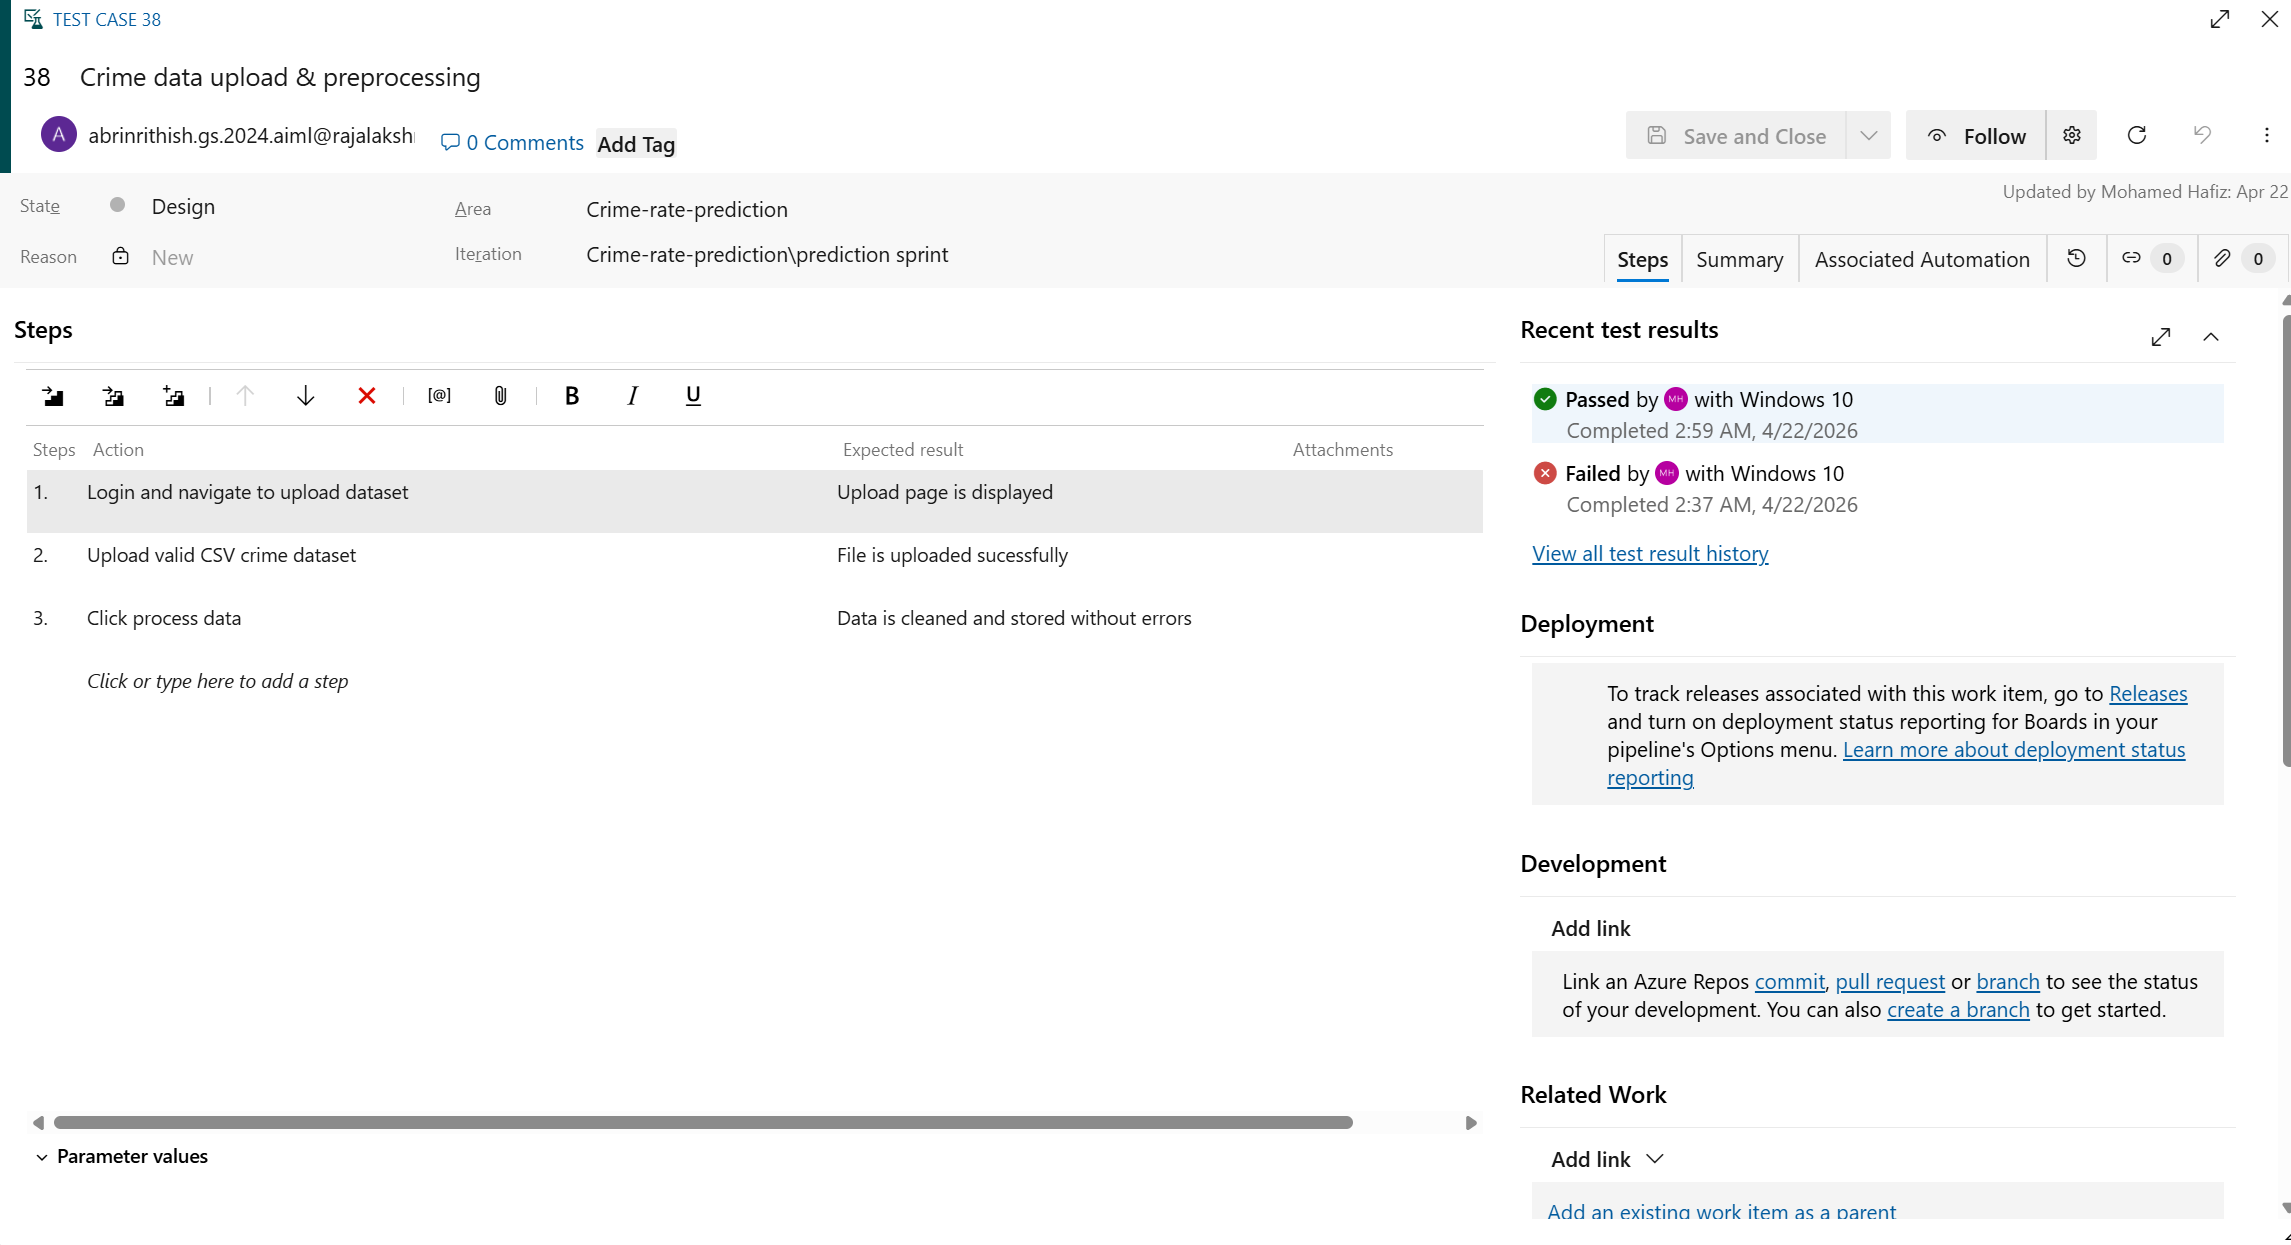 TEST CASE 38
38 Crime data upload & preprocessing
A abrinrithish.gs.2024.aiml@rajalaksh 0 Comments Add Tag
Save and Close Follow
Updated by Mohamed Hafiz: Apr 22
State Design Area Crime-rate-prediction
Reason New Iteration Crime-rate-prediction\prediction sprint
Steps Summary Associated Automation 0 0
Steps
[@] B I U
Steps Action Expected result Attachments
1. Login and navigate to upload dataset Upload page is displayed
2. Upload valid CSV crime dataset File is uploaded sucessfully
3. Click process data Data is cleaned and stored without errors
Click or type here to add a step
Parameter values
Recent test results
Passed by MH with Windows 10
Completed 2:59 AM, 4/22/2026
Failed by MH with Windows 10
Completed 2:37 AM, 4/22/2026
View all test result history
Deployment
To track releases associated with this work item, go to Releases
and turn on deployment status reporting for Boards in your
pipeline's Options menu. Learn more about deployment status
reporting
Development
Add link
Link an Azure Repos commit, pull request or branch to see the status
of your development. You can also create a branch to get started.
Related Work
Add link
Add an existing work item as a parent